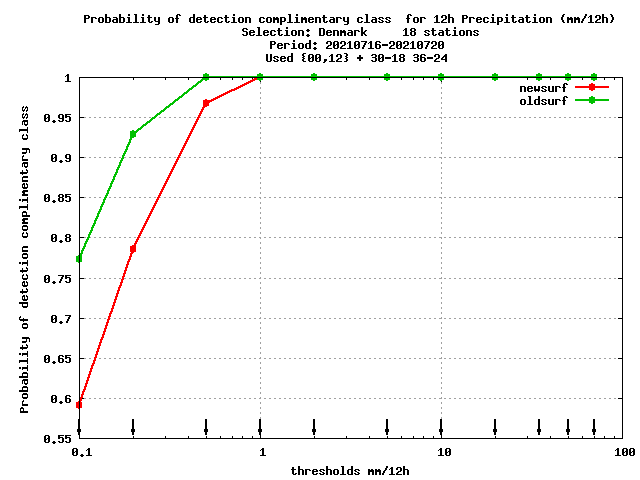 Probability of detection complimentary class  for 12h Precipitation (mm/12h)
Selection: Denmark     18 stations
Period: 20210716-20210720
Used {00,12} + 30-18 36-24
newsurf
oldsurf
Probability of detection complimentary class
1
0.95
0.9
0.85
0.8
0.75
0.7
0.65
0.6
0.55
0.1
1
10
100
thresholds mm/12h